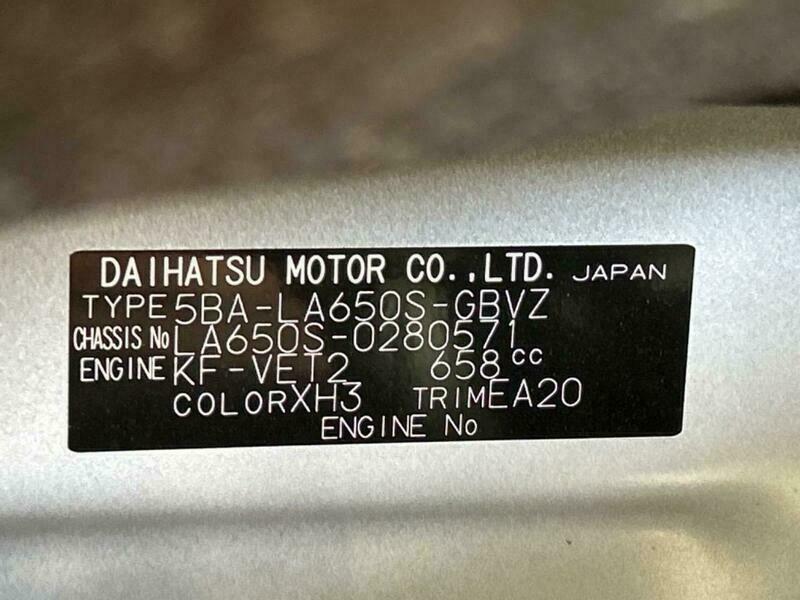 DAIHATSU MOTOR CO.,LTD. JAPAN
TYPE 5BA-LA650S-GBVZ
CHASSIS No LA650S-0280571
ENGINE KF-VET2 658 CC
COLOR XH3 TRIM EA20
ENGINE No